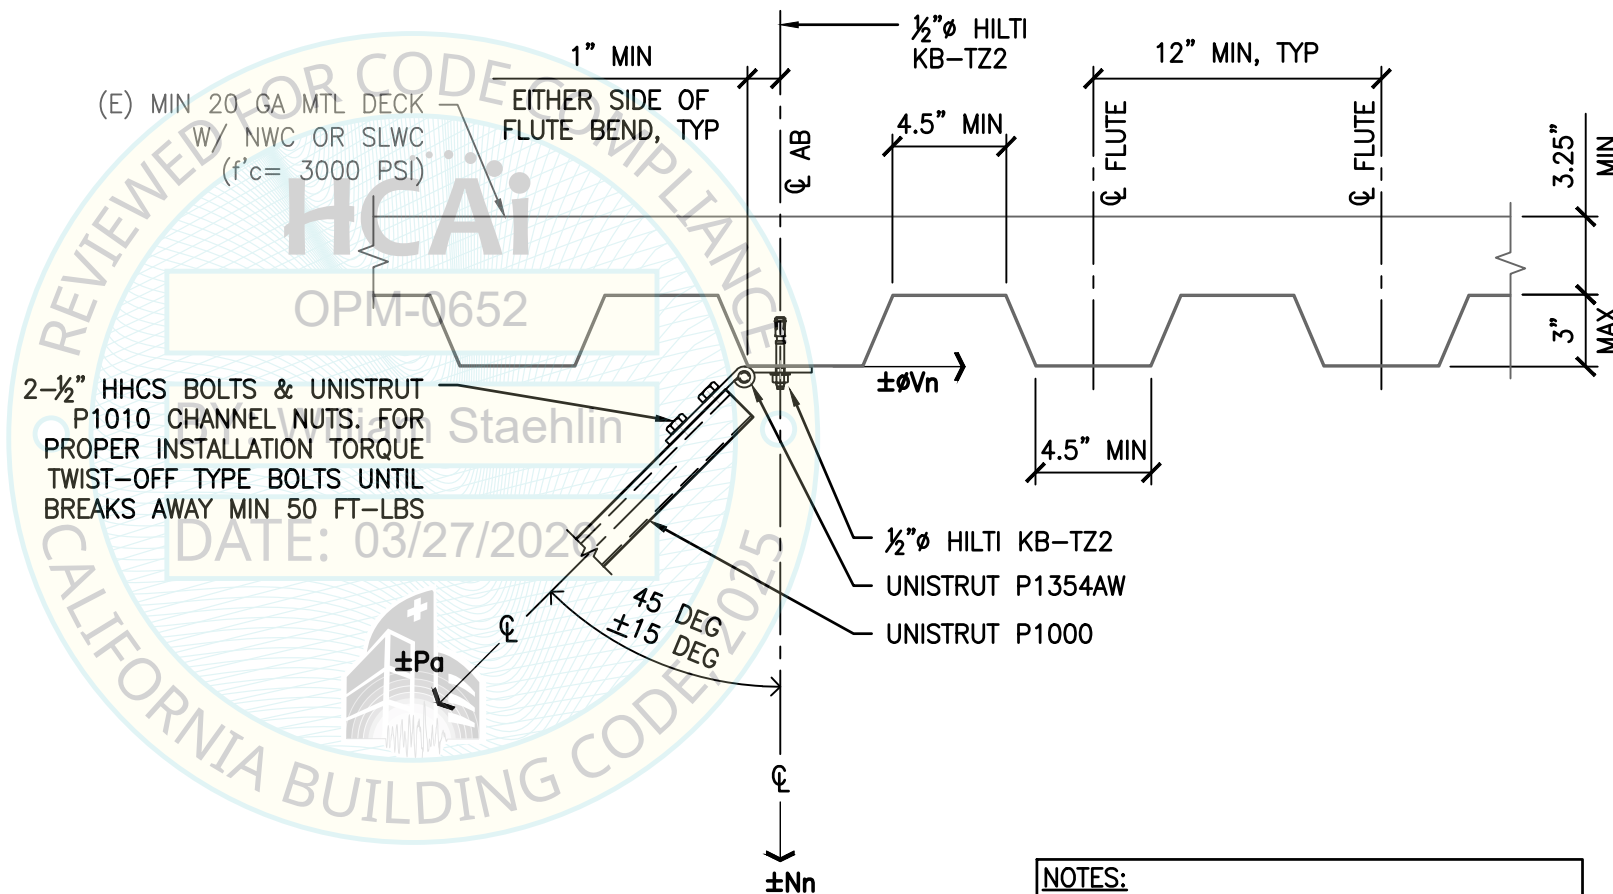 ½"ø HILTI
KB-TZ2
1" MIN
EITHER SIDE OF
FLUTE BEND, TYP
12" MIN, TYP
(E) MIN 20 GA MTL DECK
W/ NWC OR SLWC
(f'c= 3000 PSI)
4.5" MIN
℄ AB
℄ FLUTE
℄ FLUTE
3.25"
MIN
3"
MAX
REVIEWED FOR CODE COMPLIANCE
HCAi
OPM-0652
BY: William Staehlin
DATE: 03/27/2026
CALIFORNIA BUILDING CODE, 2025
2-½" HHCS BOLTS & UNISTRUT
P1010 CHANNEL NUTS. FOR
PROPER INSTALLATION TORQUE
TWIST-OFF TYPE BOLTS UNTIL
BREAKS AWAY MIN 50 FT-LBS
±øVn
4.5" MIN
½"ø HILTI KB-TZ2
UNISTRUT P1354AW
UNISTRUT P1000
45 DEG
±15 DEG
℄
±Pa
℄
±Nn
NOTES: